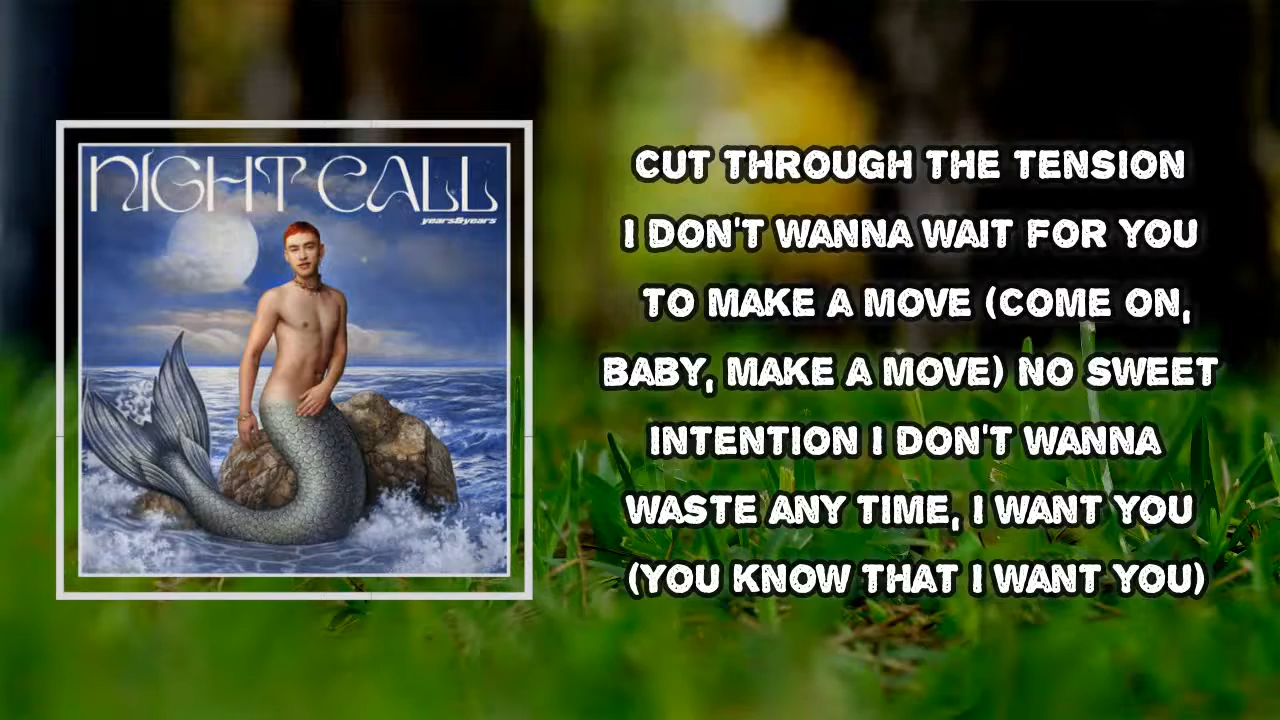 NIGHT CALL
years&years
CUT THROUGH THE TENSION
I DON'T WANNA WAIT FOR YOU
TO MAKE A MOVE (COME ON,
BABY, MAKE A MOVE) NO SWEET
INTENTION I DON'T WANNA
WASTE ANY TIME, I WANT YOU
(YOU KNOW THAT I WANT YOU)